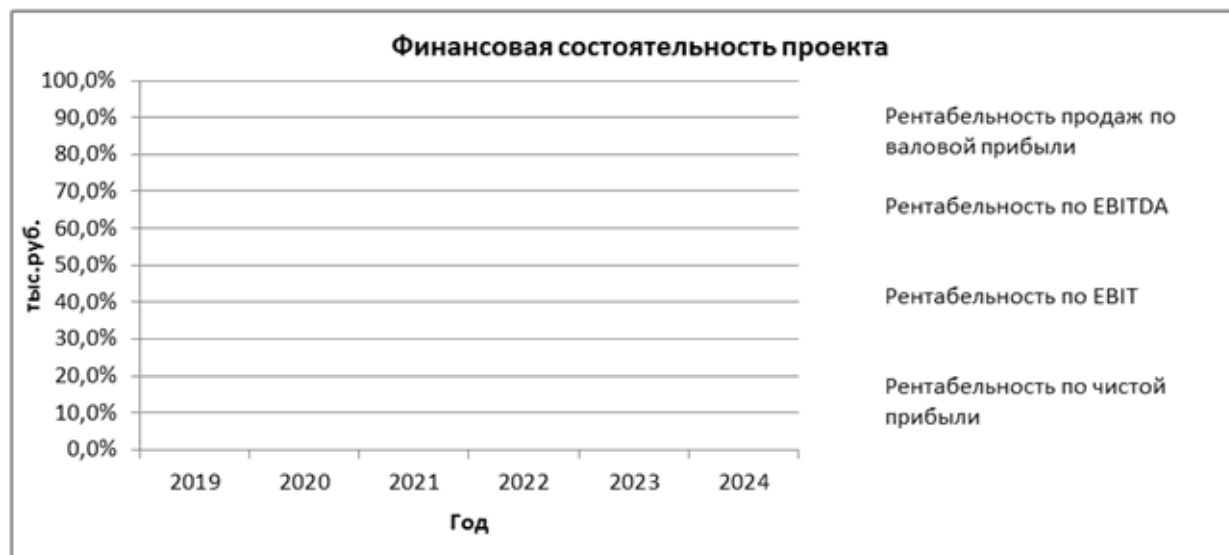 Финансовая состоятельность проекта
100,0%
90,0%
80,0%
70,0%
60,0%
50,0%
40,0%
30,0%
20,0%
10,0%
0,0%
тыс.руб.
2019 2020 2021 2022 2023 2024
Год
Рентабельность продаж по
валовой прибыли
Рентабельность по EBITDA
Рентабельность по EBIT
Рентабельность по чистой
прибыли